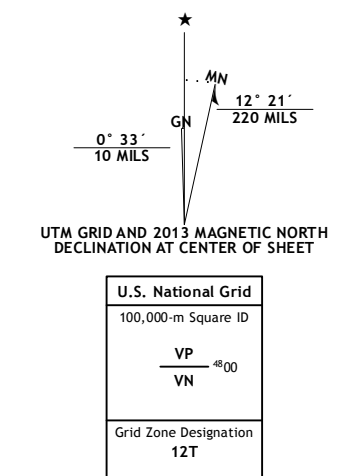 ★
MN
GN
12° 21´
220 MILS
0° 33´
10 MILS
UTM GRID AND 2013 MAGNETIC NORTH
DECLINATION AT CENTER OF SHEET
U.S. National Grid
100,000-m Square ID
VP
4800
VN
Grid Zone Designation
12T